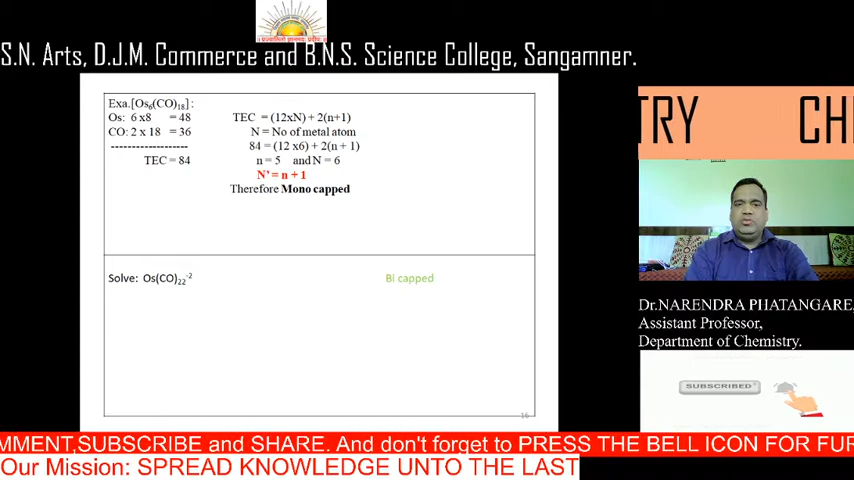 S.N. Arts, D.J.M. Commerce and B.N.S. Science College, Sangamner.
Exa.[Os6(CO)18]:
Os: 6 x8 = 48
CO: 2 x 18 = 36
-------------------
TEC = 84
TEC = (12xN) + 2(n+1)
N = No of metal atom
84 = (12 x6) + 2(n + 1)
n = 5 and N = 6
N' = n + 1
Therefore Mono capped
Solve: Os(CO)22-2
Bi capped
16
TRY CH
Dr.NARENDRA PHATANGARE,
Assistant Professor,
Department of Chemistry.
SUBSCRIBED
MMENT,SUBSCRIBE and SHARE. And don't forget to PRESS THE BELL ICON FOR FUR
Our Mission: SPREAD KNOWLEDGE UNTO THE LAST